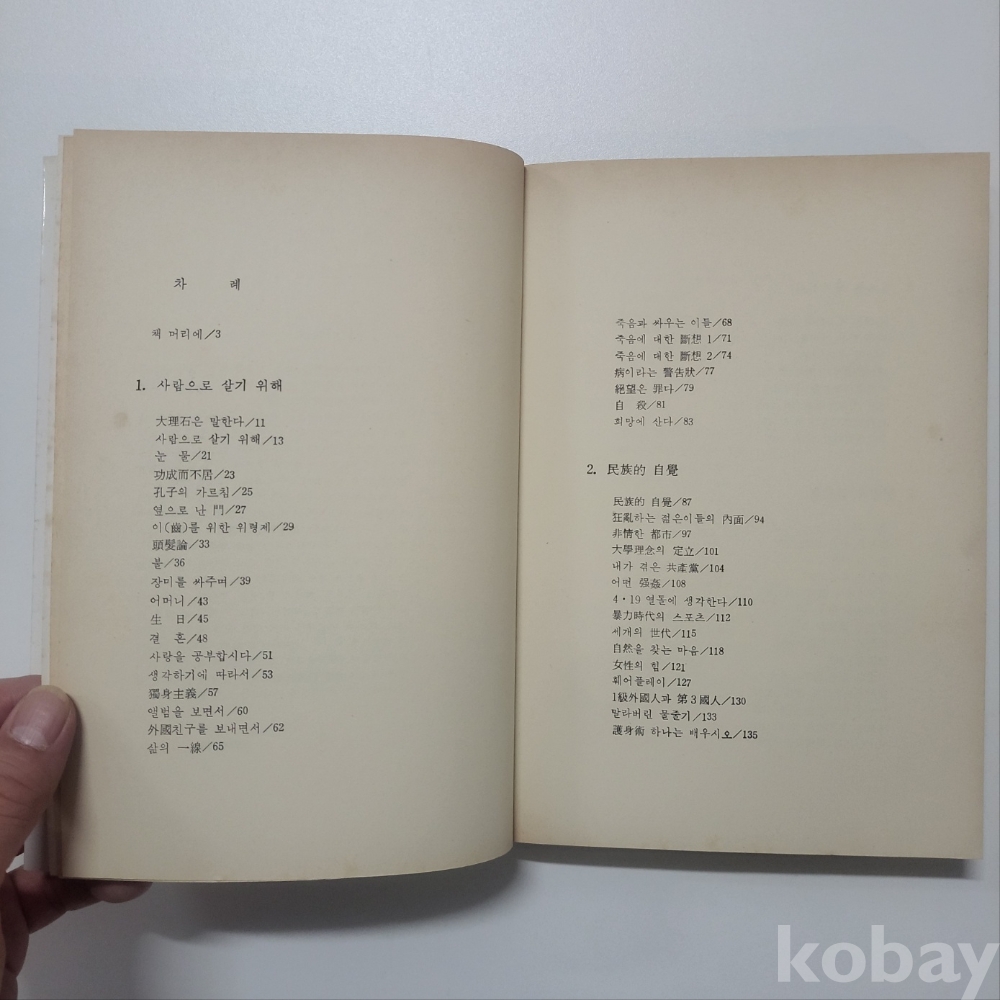 차 례
책 머리에/3
1. 사람으로 살기 위해
大理石은 말한다/11
사람으로 살기 위해/13
눈 물/21
功成而不居/23
孔子의 가르침/25
옆으로 난 門/27
이(齒)를 위한 위령제/29
頭髮論/33
불/36
장미를 싸주며/39
어머니/43
生 日/45
결 혼/48
사랑을 공부합시다/51
생각하기에 따라서/53
獨身主義/57
앨범을 보면서/60
外國친구를 보내면서/62
삶의 一線/65
죽음과 싸우는 이들/68
죽음에 대한 斷想 1/71
죽음에 대한 斷想 2/74
病이라는 警告狀/77
絕望은 罪다/79
自 殺/81
희망에 산다/83
2. 民族的 自覺
民族的 自覺/87
狂亂하는 젊은이들의 內面/94
非情한 都市/97
大學理念의 定立/101
내가 겪은 共產黨/104
어떤 强姦/108
4·19 열돌에 생각한다/110
暴力時代의 스포츠/112
세개의 世代/115
自然을 찾는 마음/118
女性의 힘/121
훼어플레이/127
1級外國人과 第3國人/130
말라버린 물줄기/133
護身術 하나는 배우시오/135
kobay